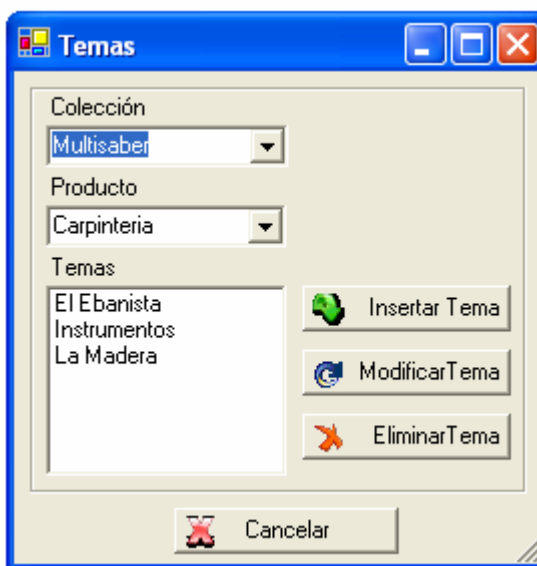 Temas
Colección
Multisaber
Producto
Carpinteria
Temas
El Ebanista
Instrumentos
La Madera
Insertar Tema
ModificarTema
EliminarTema
Cancelar